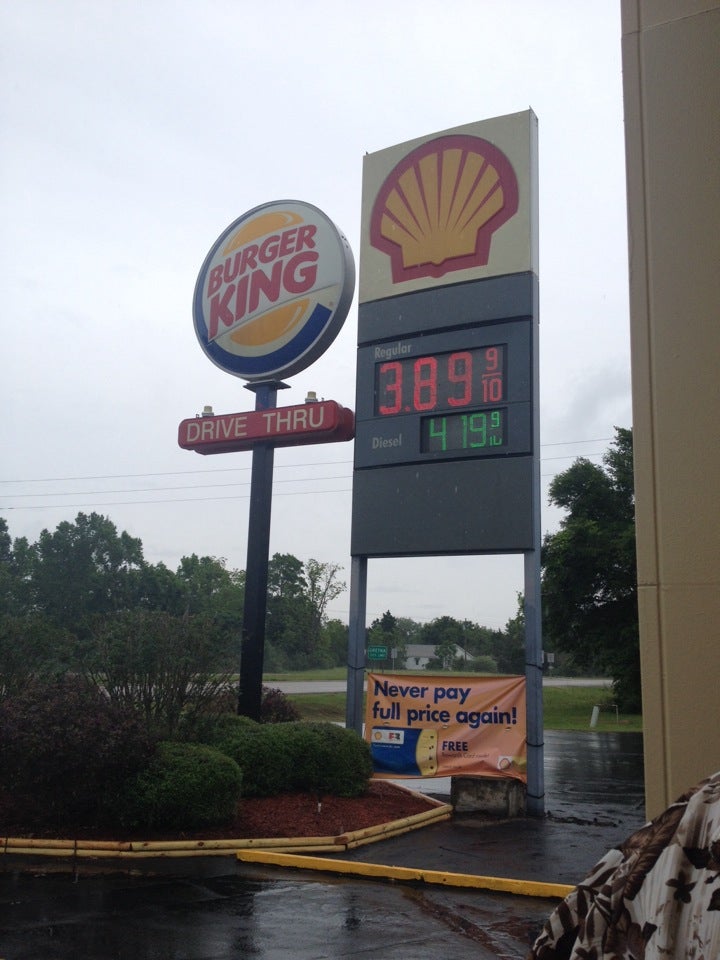 BURGER
KING
DRIVE THRU
Regular
3.89 9/10
Diesel
4 19 9
Never pay
full price again!
FREE
GRETNA